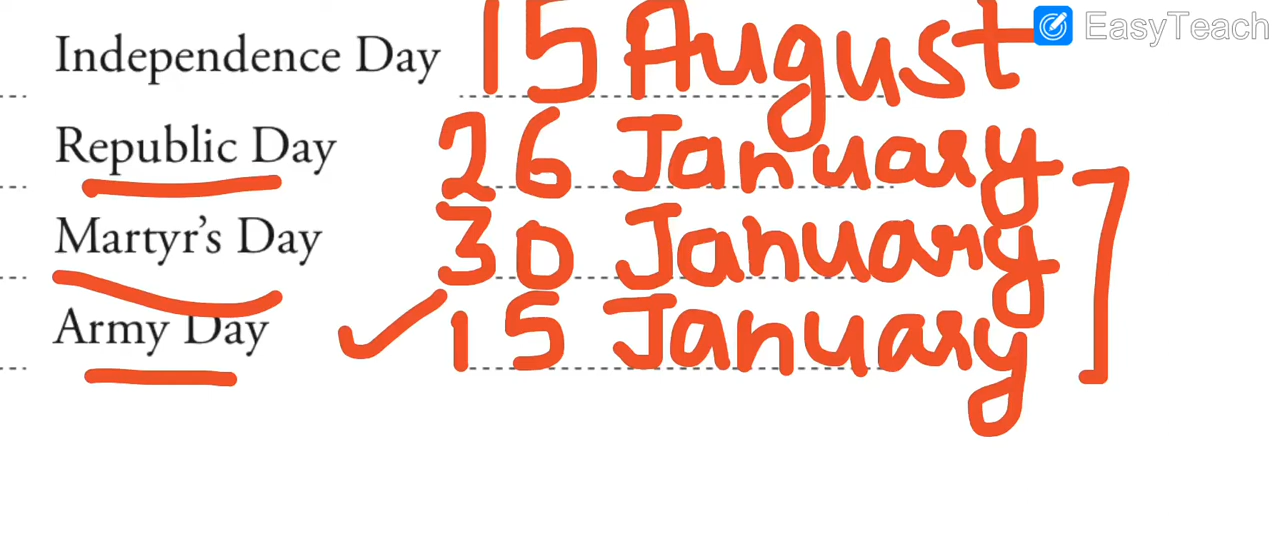 EasyTeach
Independence Day 15 August
Republic Day 26 January
Martyr's Day 30 January
Army Day 15 January